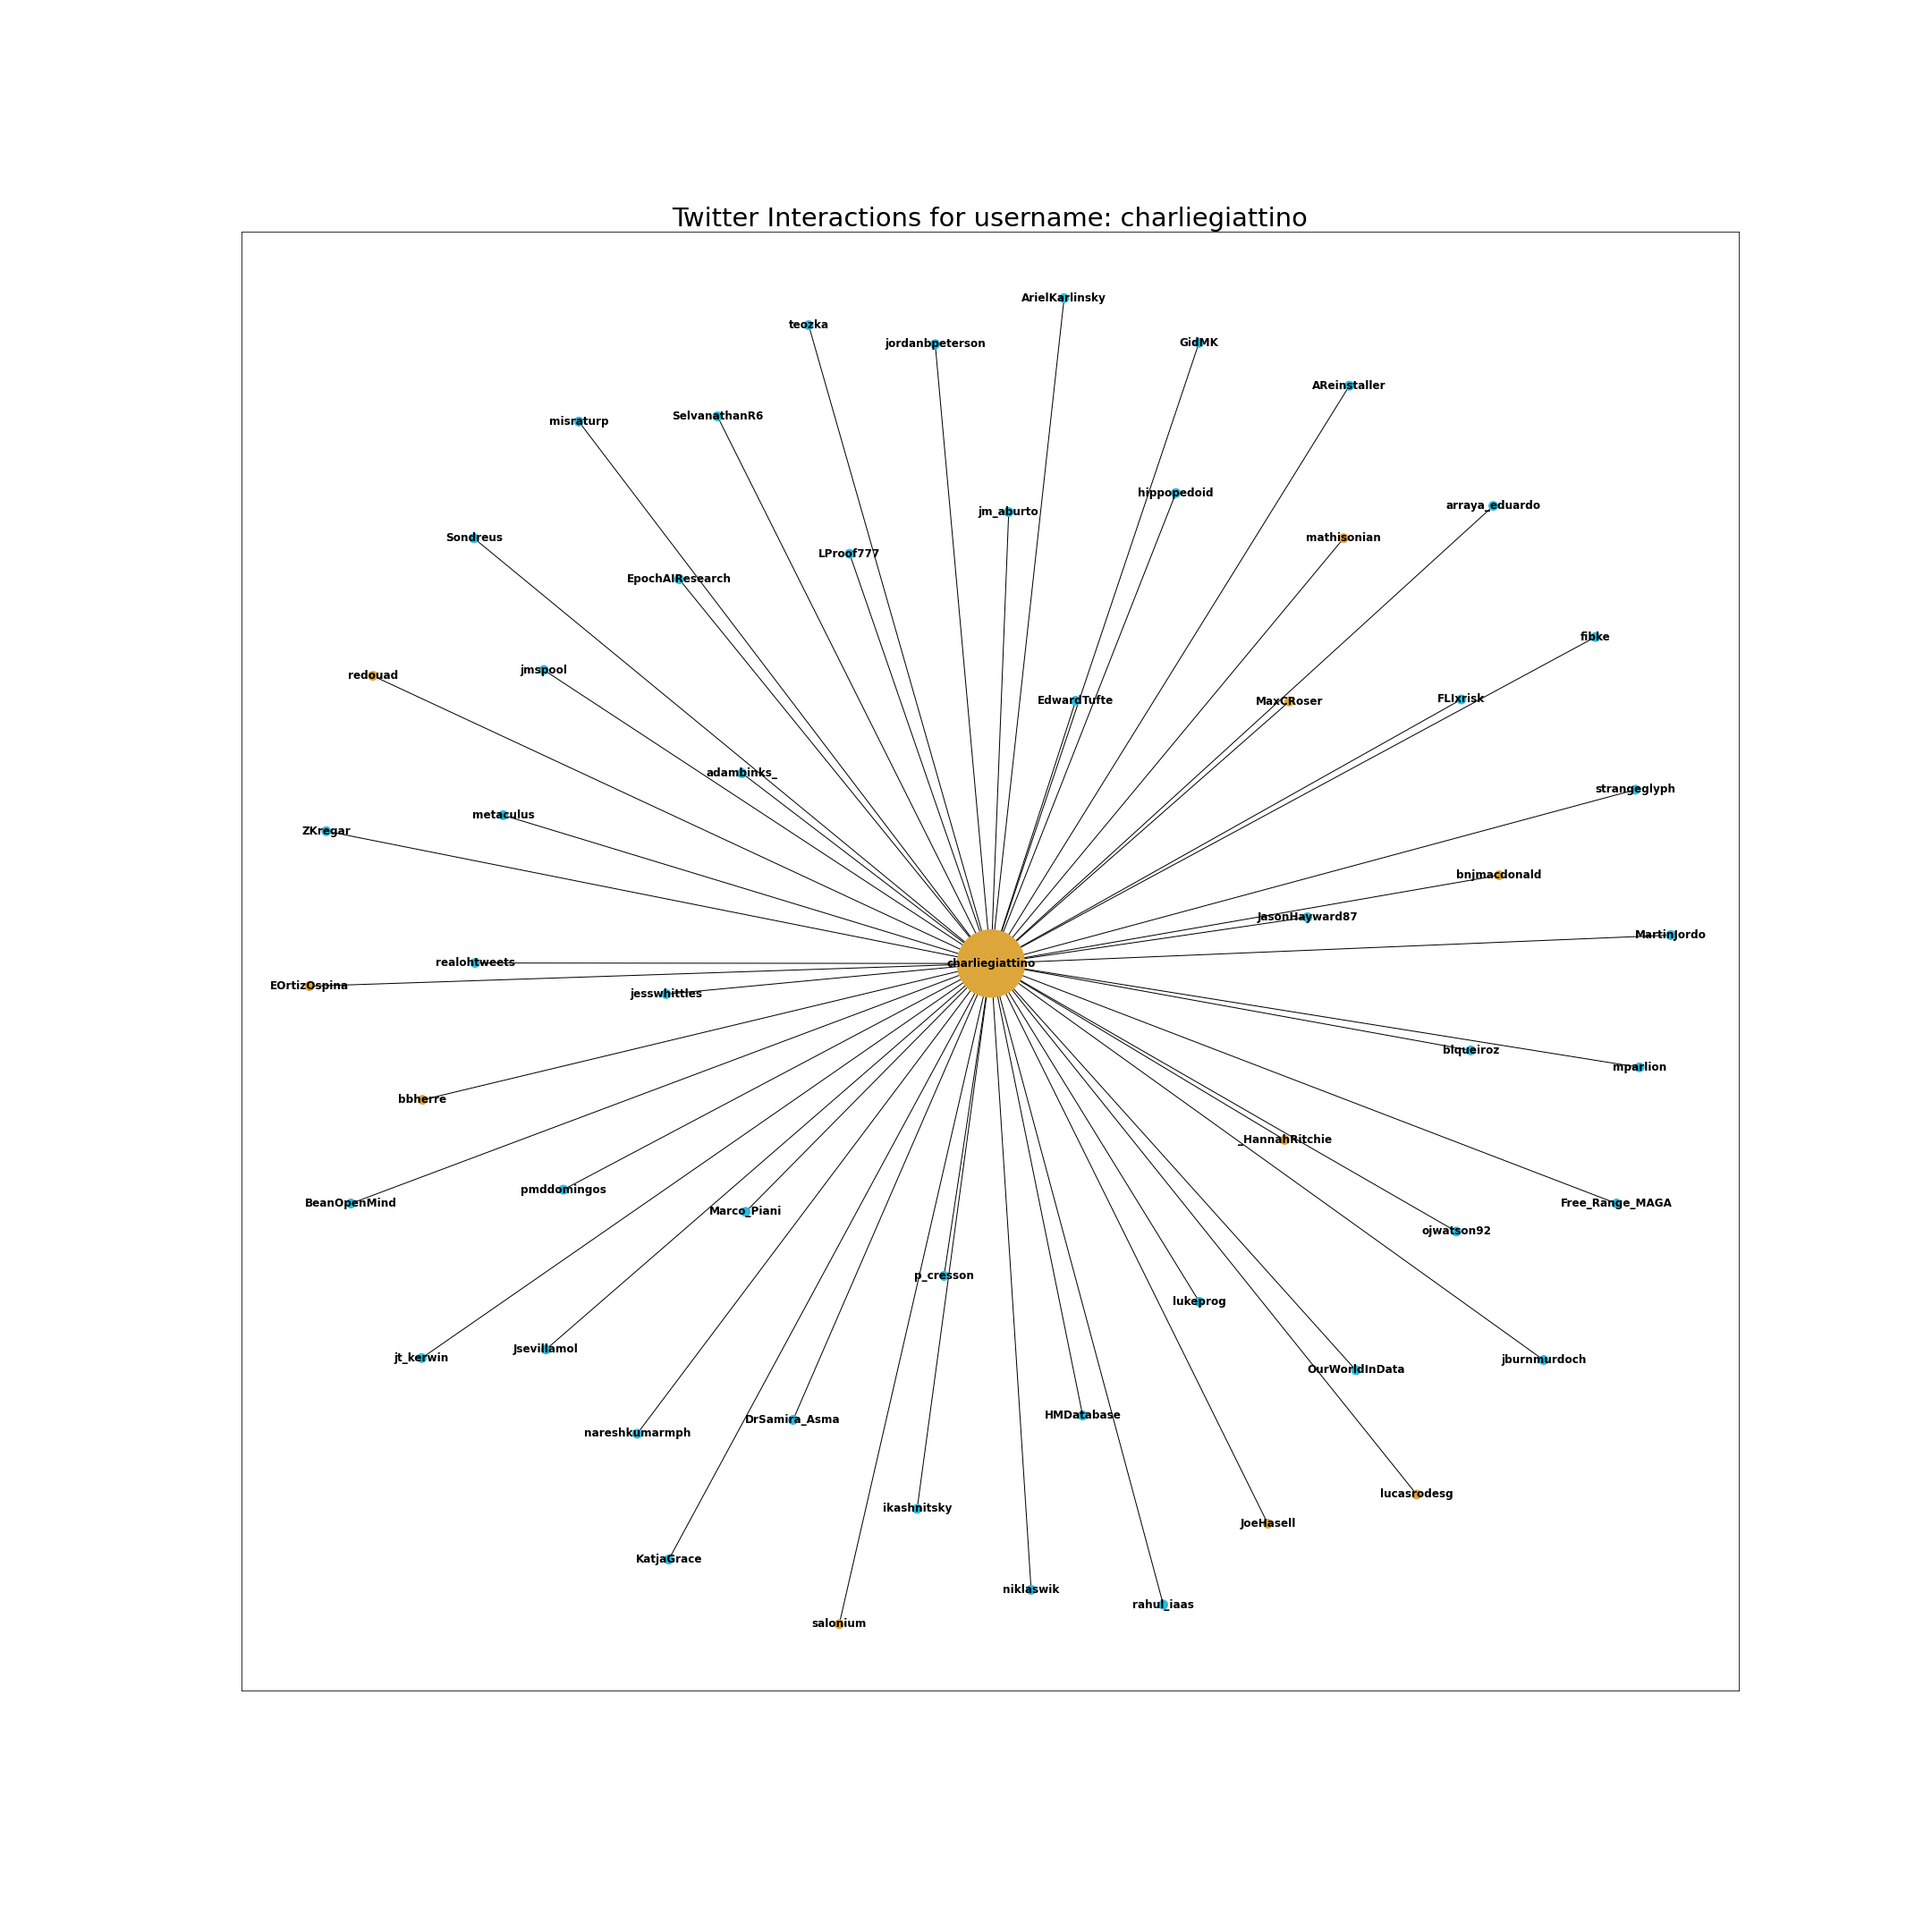 Twitter Interactions for username: charliegiattino
ArielKarlinsky
teozka
jordanbpeterson
GidMK
AReinstaller
SelvanathanR6
misraturp
hippopedoid
arraya_eduardo
jm_aburto
Sondreus
mathisonian
LProof777
EpochAIResearch
fibke
jmspool
redouad
FLIxrisk
EdwardTufte
MaxCRoser
adambinks_
strangeglyph
metaculus
ZKregar
bnjmacdonald
JasonHayward87
MartinJordo
realohtweets
charliegiattino
EOrtizOspina
jesswhittles
blqueiroz
mparlion
bbherre
_HannahRitchie
pmddomingos
BeanOpenMind
Free_Range_MAGA
Marco_Piani
ojwatson92
p_cresson
lukeprog
Jsevillamol
jt_kerwin
jburnmurdoch
OurWorldInData
HMDatabase
DrSamira_Asma
nareshkumarmph
lucasrodesg
ikashnitsky
JoeHasell
KatjaGrace
niklaswik
rahul_iaas
salonium